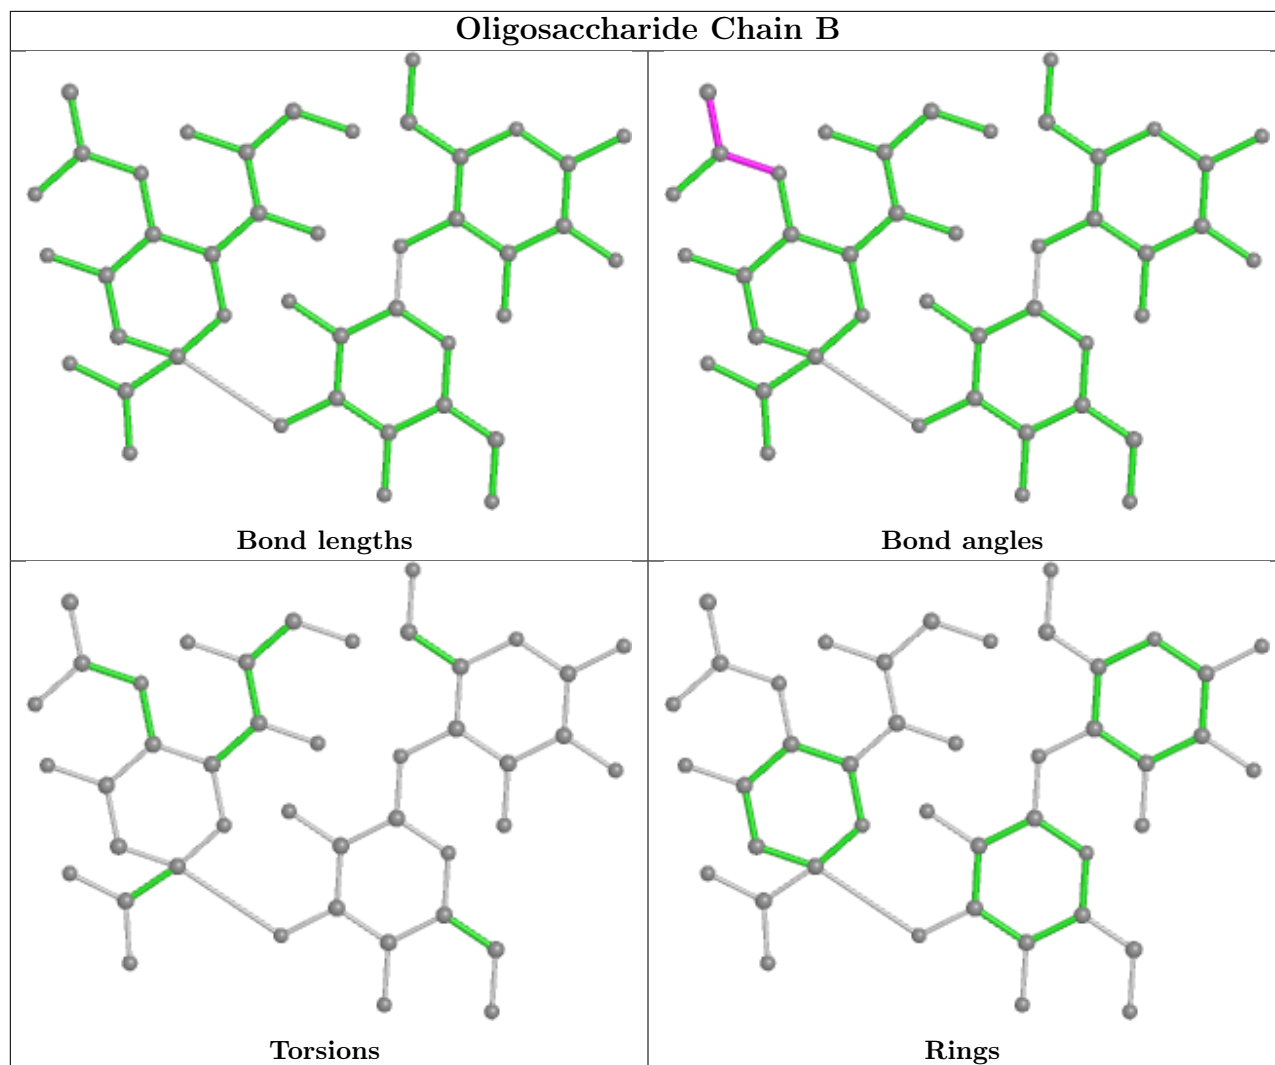 Oligosaccharide Chain B
Bond lengths
Bond angles
Torsions
Rings